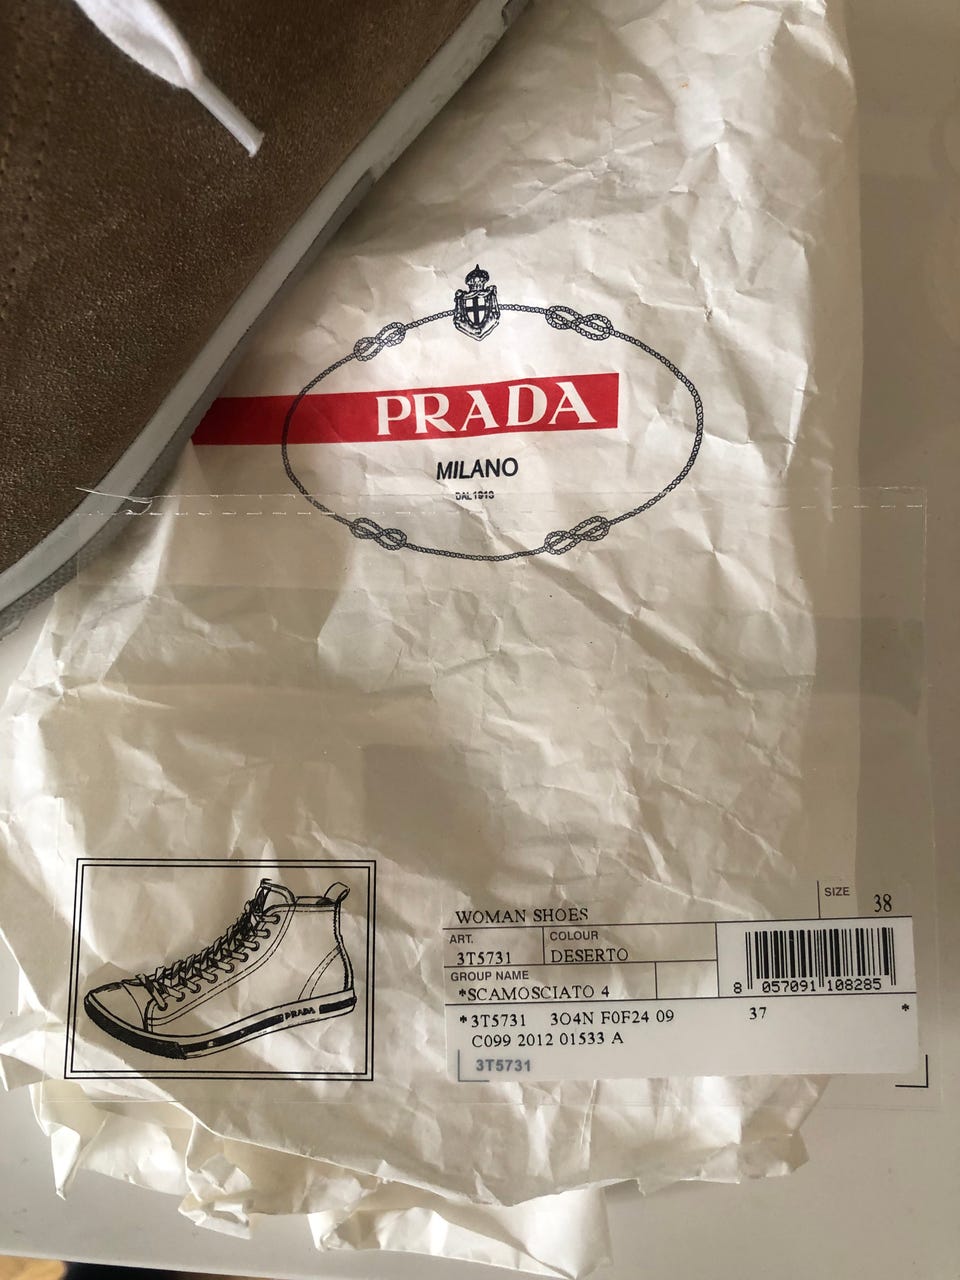 PRADA
MILANO
DAL 1913
PRADA
SIZE
38
WOMAN SHOES
ART.
COLOUR
3T5731
DESERTO
GROUP NAME
*SCAMOSCIATO 4
8 057091 108285
*3T5731 3O4N F0F24 09 37 *
C099 2012 01533 A
3T5731